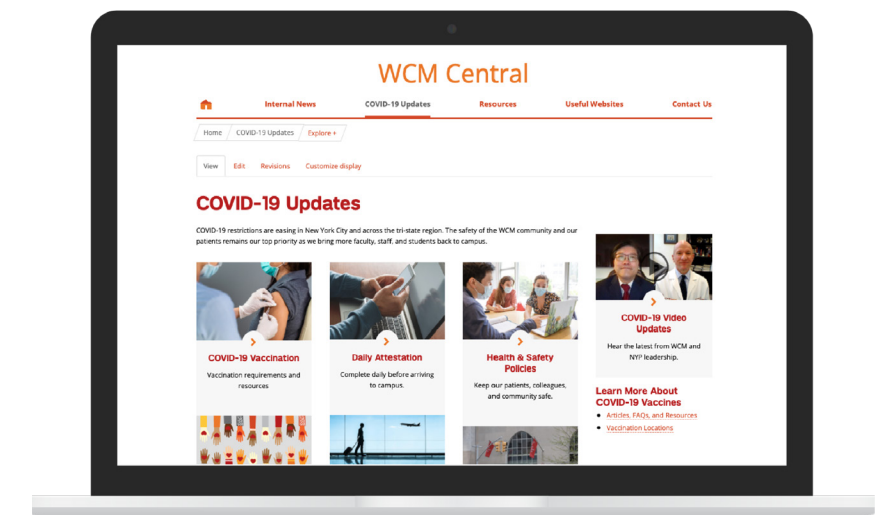 WCM Central
Internal News
COVID-19 Updates
Resources
Useful Websites
Contact Us
Home
COVID-19 Updates
Explore +
View
Edit
Revisions
Customize display
COVID-19 Updates
COVID-19 restrictions are easing in New York City and across the tri-state region. The safety of the WCM community and our
patients remains our top priority as we bring more faculty, staff, and students back to campus.
COVID-19 Vaccination
Vaccination requirements and
resources
Daily Attestation
Complete daily before arriving
to campus.
Health & Safety
Policies
Keep our patients, colleagues,
and community safe.
COVID-19 Video
Updates
Hear the latest from WCM and
NYP leadership.
Learn More About
COVID-19 Vaccines
Articles, FAQs, and Resources
Vaccination Locations